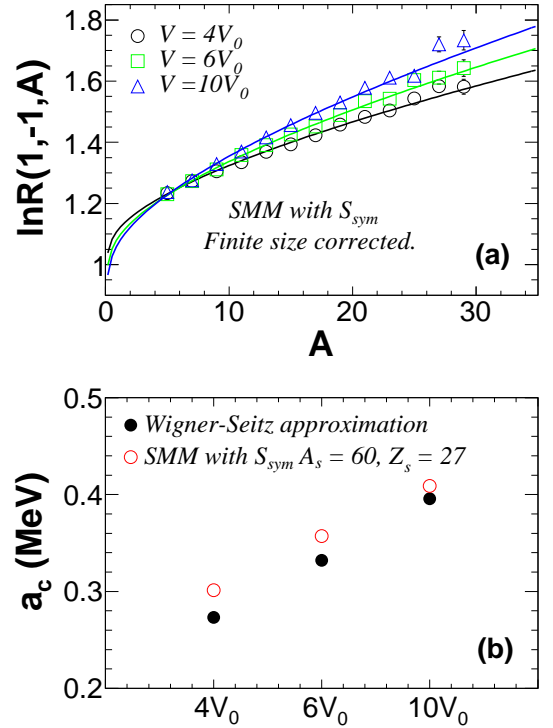 1.8
1.6
1.4
1.2
1
lnR(1,-1,A)
V = 4V0
V = 6V0
V =10V0
SMM with Ssym
Finite size corrected.
(a)
0 10 20 30
A
0.5
0.4
0.3
0.2
ac (MeV)
Wigner-Seitz approximation
SMM with Ssym As = 60, Zs = 27
(b)
4V0 6V0 10V0